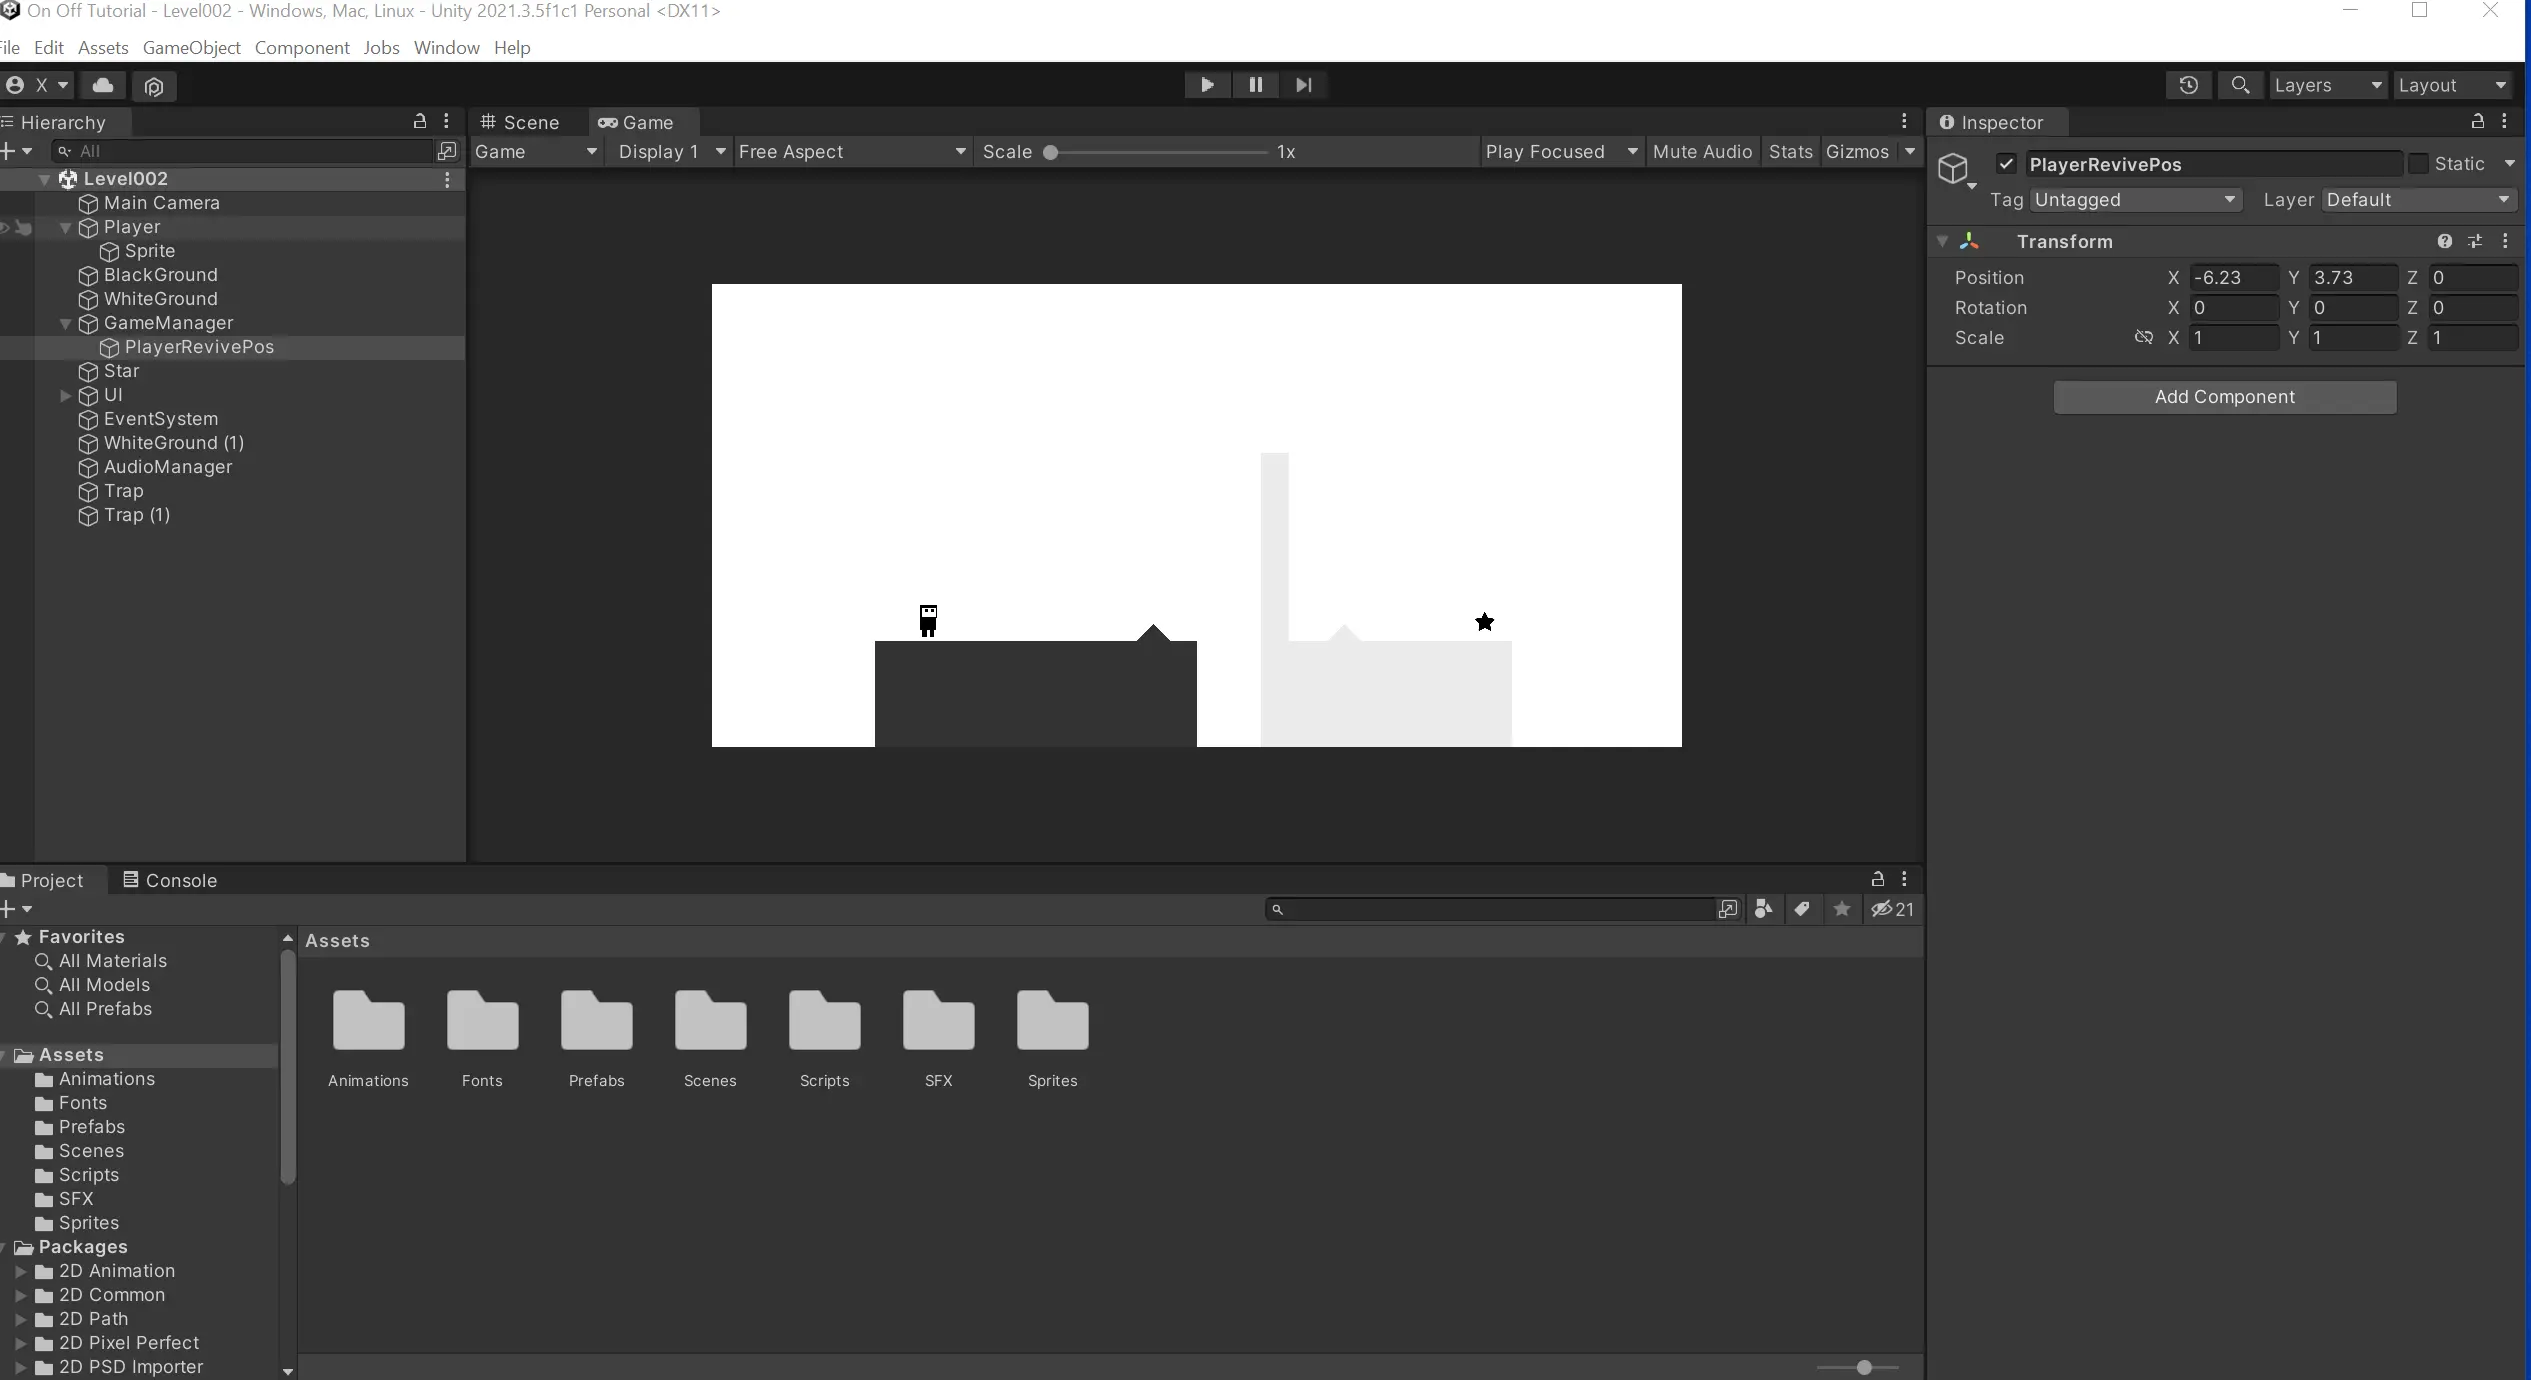 On Off Tutorial - Level002 - Windows, Mac, Linux - Unity 2021.3.5f1c1 Personal <DX11>
File Edit Assets GameObject Component Jobs Window Help
X Layers Layout
Hierarchy
All
Level002
Main Camera
Player
Sprite
BlackGround
WhiteGround
GameManager
PlayerRevivePos
Star
UI
EventSystem
WhiteGround (1)
AudioManager
Trap
Trap (1)
Scene Game
Game Display 1 Free Aspect Scale 1x Play Focused Mute Audio Stats Gizmos
Inspector
PlayerRevivePos Static
Tag Untagged Layer Default
Transform
Position X -6.23 Y 3.73 Z 0
Rotation X 0 Y 0 Z 0
Scale X 1 Y 1 Z 1
Add Component
Project Console
21
Favorites
All Materials
All Models
All Prefabs
Assets
Animations
Fonts
Prefabs
Scenes
Scripts
SFX
Sprites
Packages
2D Animation
2D Common
2D Path
2D Pixel Perfect
2D PSD Importer
Assets
Animations Fonts Prefabs Scenes Scripts SFX Sprites